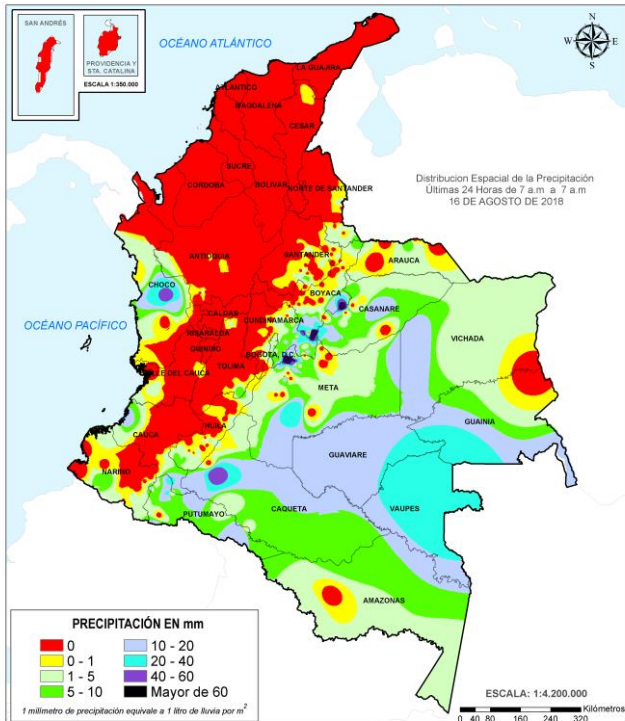 SAN ANDRÉS
PROVIDENCIA Y
STA. CATALINA
ESCALA 1:350.000
OCÉANO ATLÁNTICO
N
W E
S
LA GUAJIRA
ATLANTICO
MAGDALENA
CESAR
Distribucion Espacial de la Precipitación
Últimas 24 Horas de 7 a.m a 7 a.m
16 DE AGOSTO DE 2018
SUCRE
CORDOBA
BOLIVAR
NORTE DE SANTANDER
ANTIOQUIA
SANTANDER
ARAUCA
CHOCO
BOYACA
CASANARE
OCÉANO PACÍFICO
CALDAS
CUNDINAMARCA
VICHADA
RISARALDA
QUINDIO
BOGOTA, D.C.
VALLE DEL CAUCA
TOLIMA
META
GUAINIA
CAUCA
HUILA
GUAVIARE
NARIÑO
VAUPES
PUTUMAYO
CAQUETA
AMAZONAS
PRECIPITACIÓN EN mm
0 10 - 20
0 - 1 20 - 40
1 - 5 40 - 60
5 - 10 Mayor de 60
1 milimetro de precipitación equivale a 1 litro de lluvia por m²
ESCALA: 1:4.200.000
Kilómetros
0 40 80 160 240 320